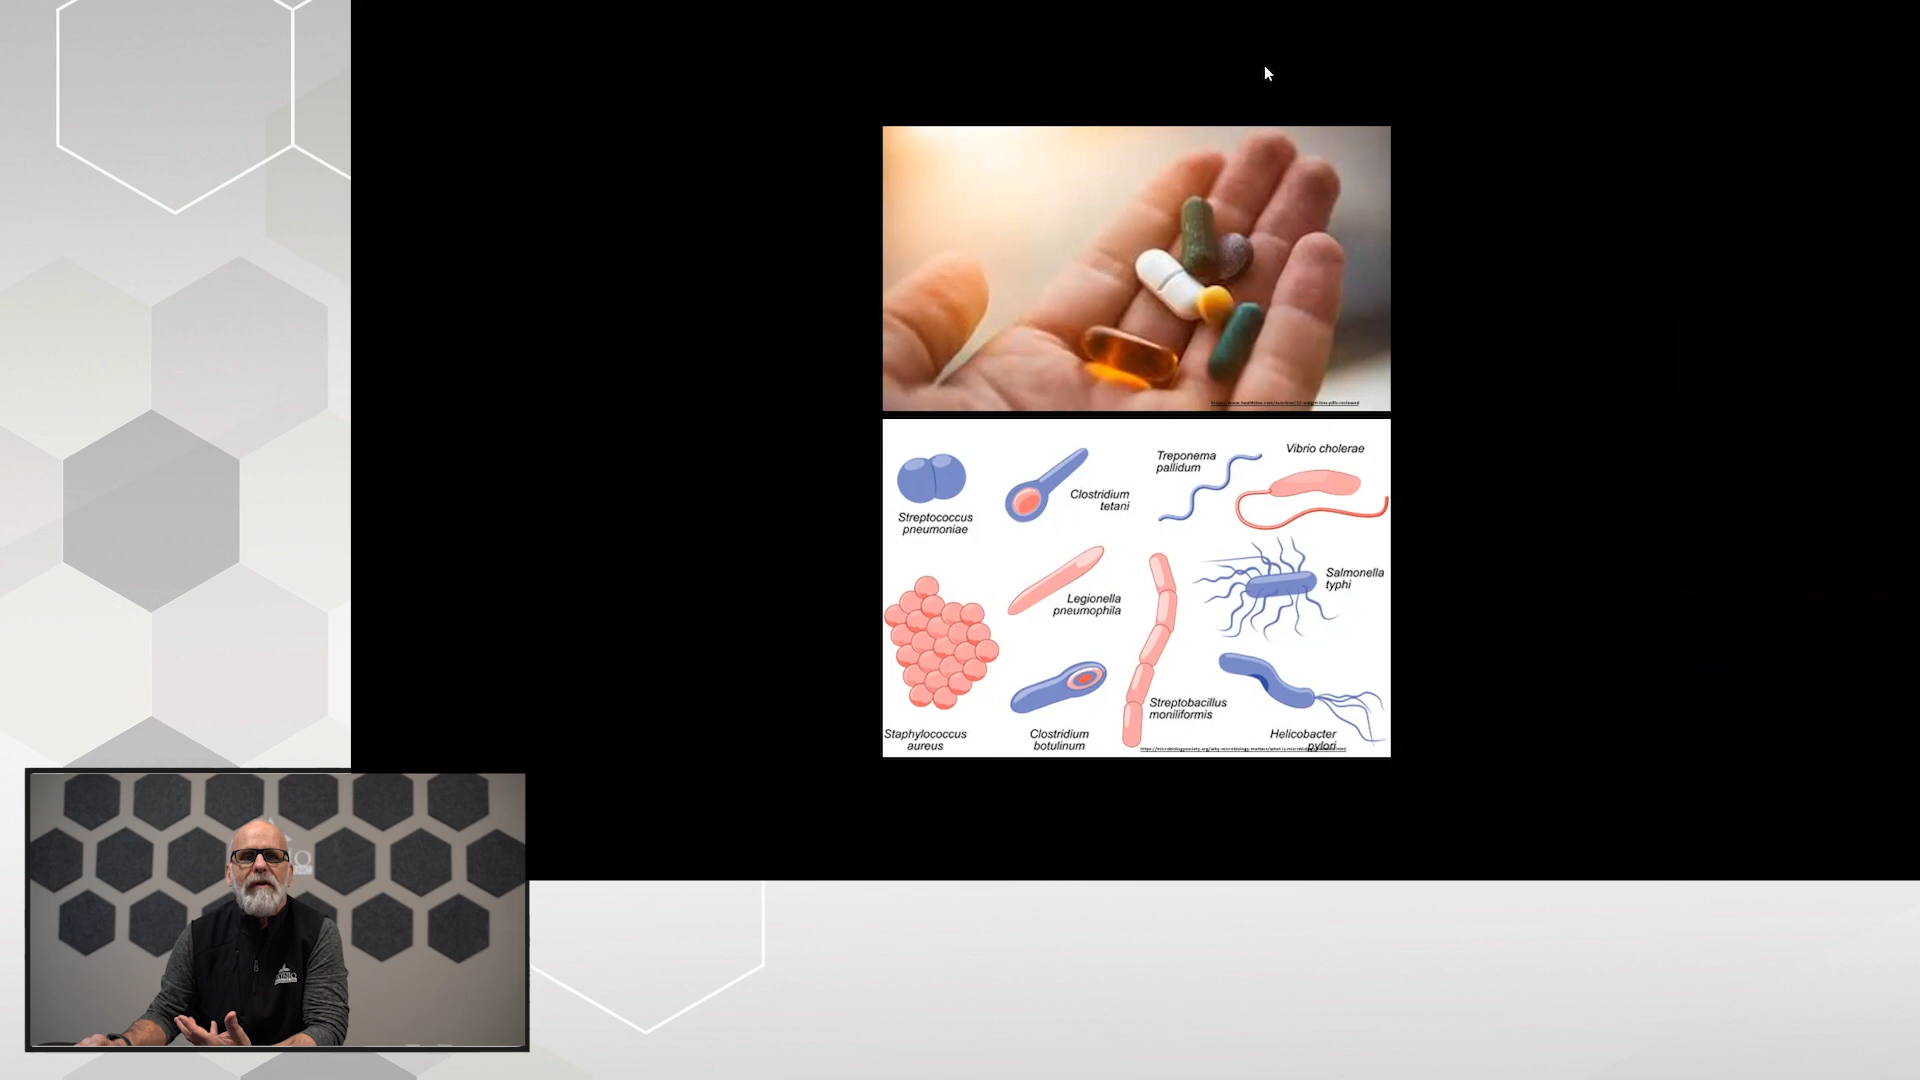 Treponema
pallidum
Vibrio cholerae
Clostridium
tetani
Streptococcus
pneumoniae
Salmonella
typhi
Legionella
pneumophila
Streptobacillus
moniliformis
Staphylococcus
aureus
Clostridium
botulinum
Helicobacter
pylori